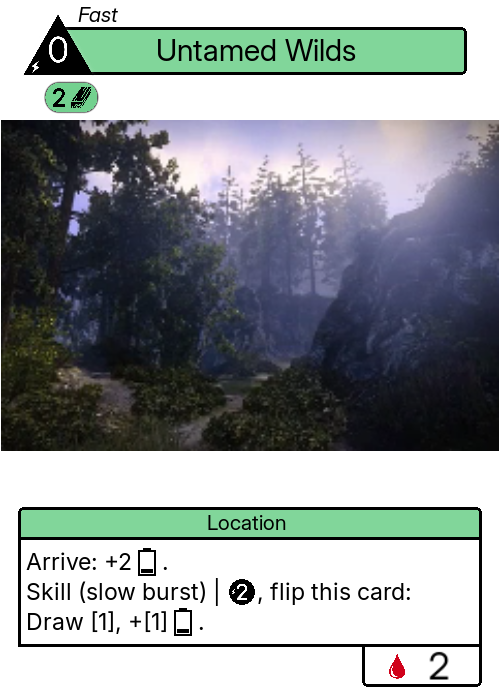 Fast
0
Untamed Wilds
2
Location
Arrive: +2 .
Skill (slow burst) | 2, flip this card:
Draw [1], +[1] .
2